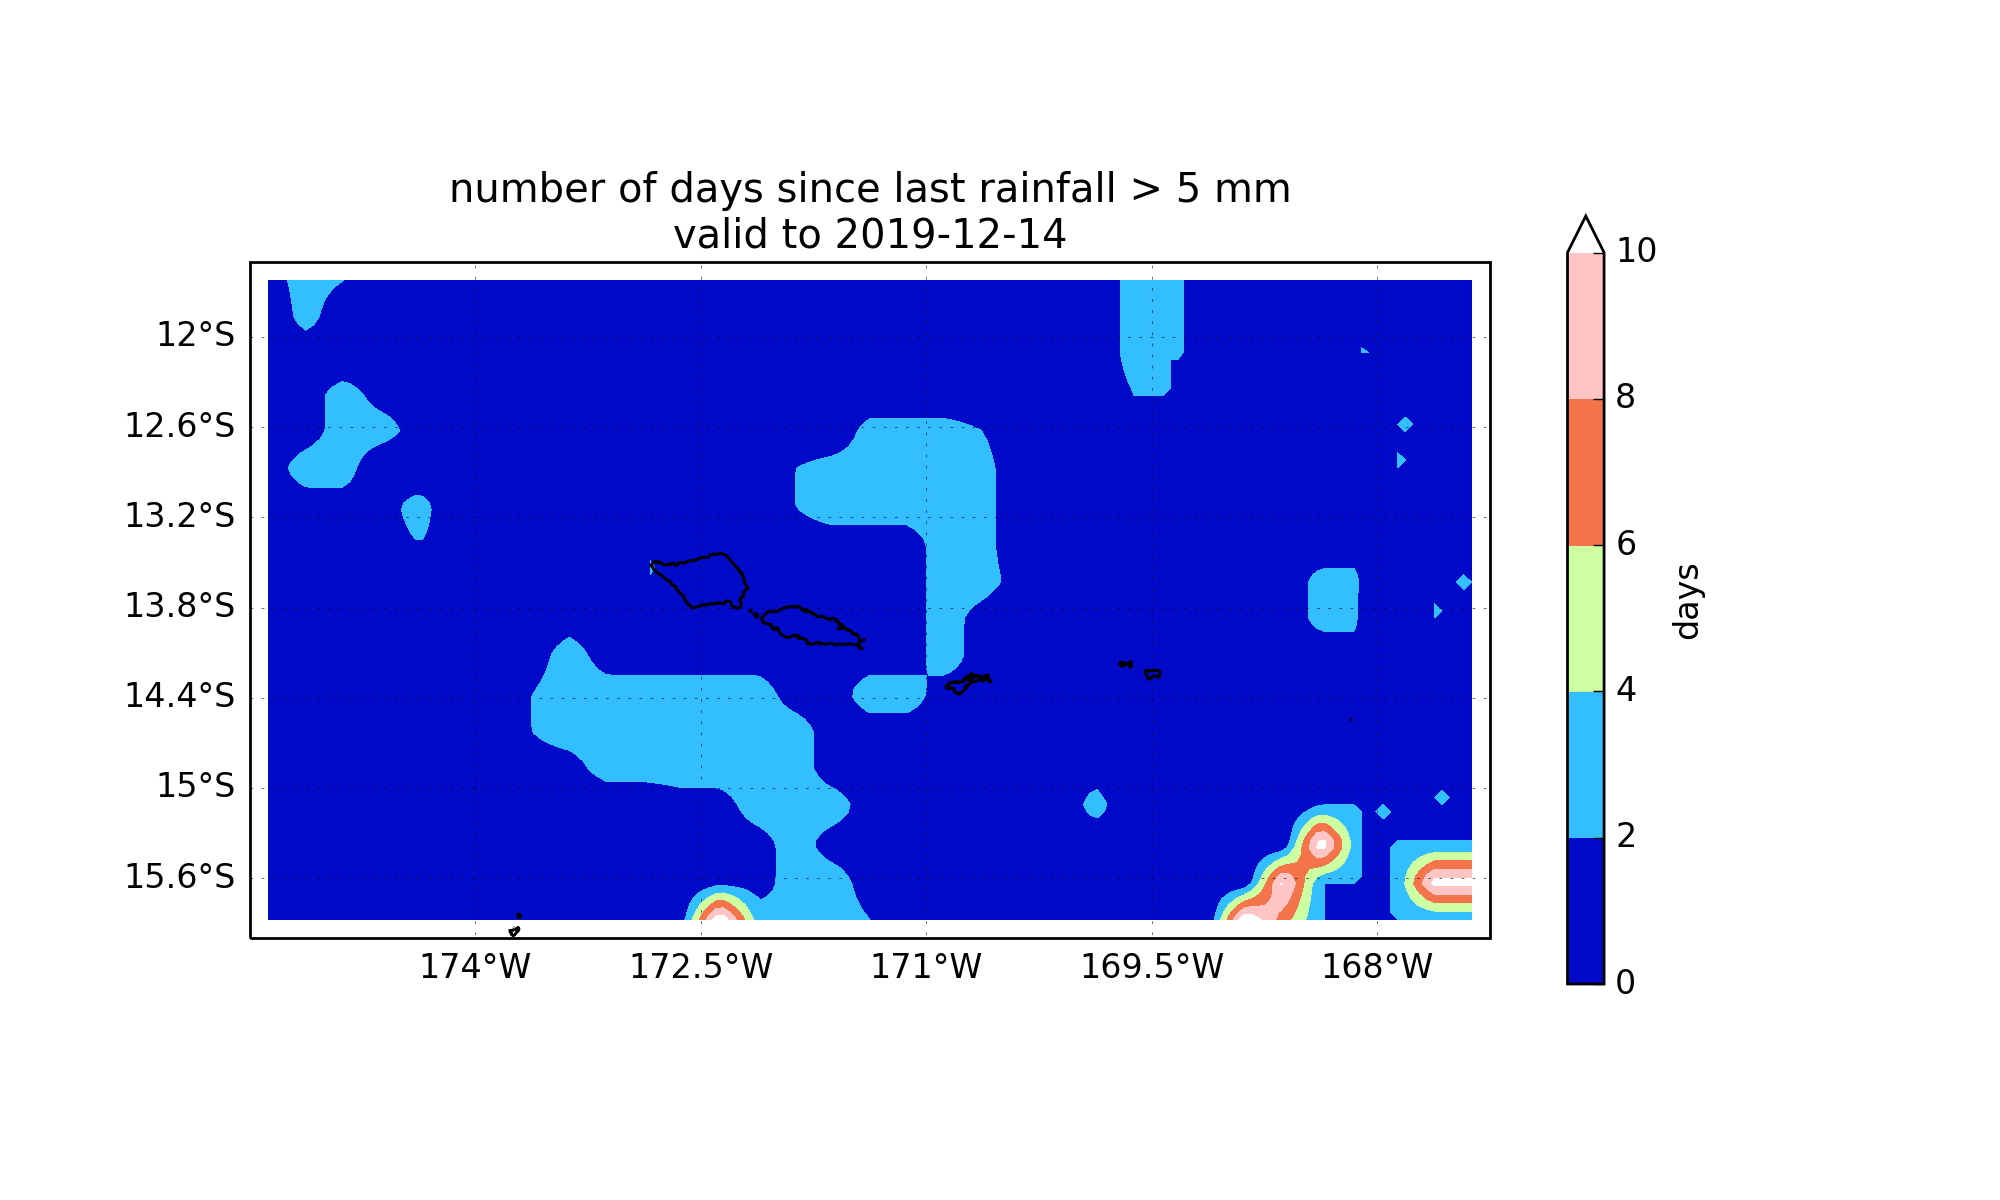 number of days since last rainfall > 5 mm
valid to 2019-12-14
12°S
12.6°S
13.2°S
13.8°S
14.4°S
15°S
15.6°S
174°W 172.5°W 171°W 169.5°W 168°W
10
8
6
4
2
0
days